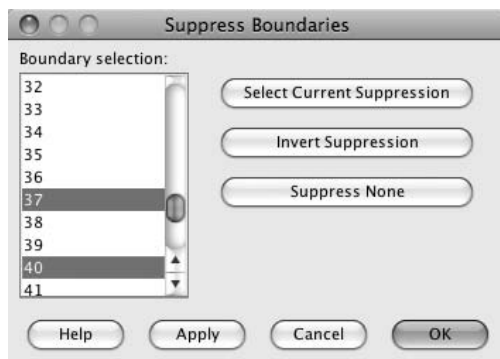 Suppress Boundaries
Boundary selection:
32
33
34
35
36
37
38
39
40
41
Select Current Suppression
Invert Suppression
Suppress None
Help
Apply
Cancel
OK